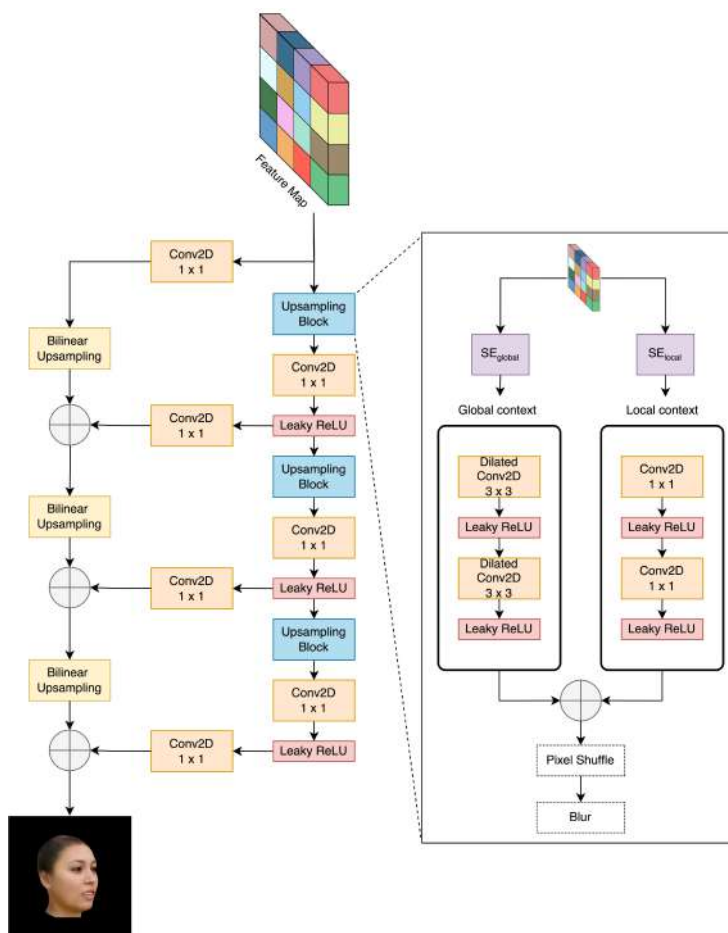 Feature Map
Conv2D
1 x 1
Upsampling
Block
Bilinear
Upsampling
Conv2D
1 x 1
Conv2D
1 x 1
Leaky ReLU
Upsampling
Block
Bilinear
Upsampling
Conv2D
1 x 1
Conv2D
1 x 1
Leaky ReLU
Upsampling
Block
Bilinear
Upsampling
Conv2D
1 x 1
Conv2D
1 x 1
Leaky ReLU
SEglobal
SElocal
Global context
Local context
Dilated
Conv2D
3 x 3
Leaky ReLU
Dilated
Conv2D
3 x 3
Leaky ReLU
Conv2D
1 x 1
Leaky ReLU
Conv2D
1 x 1
Leaky ReLU
Pixel Shuffle
Blur